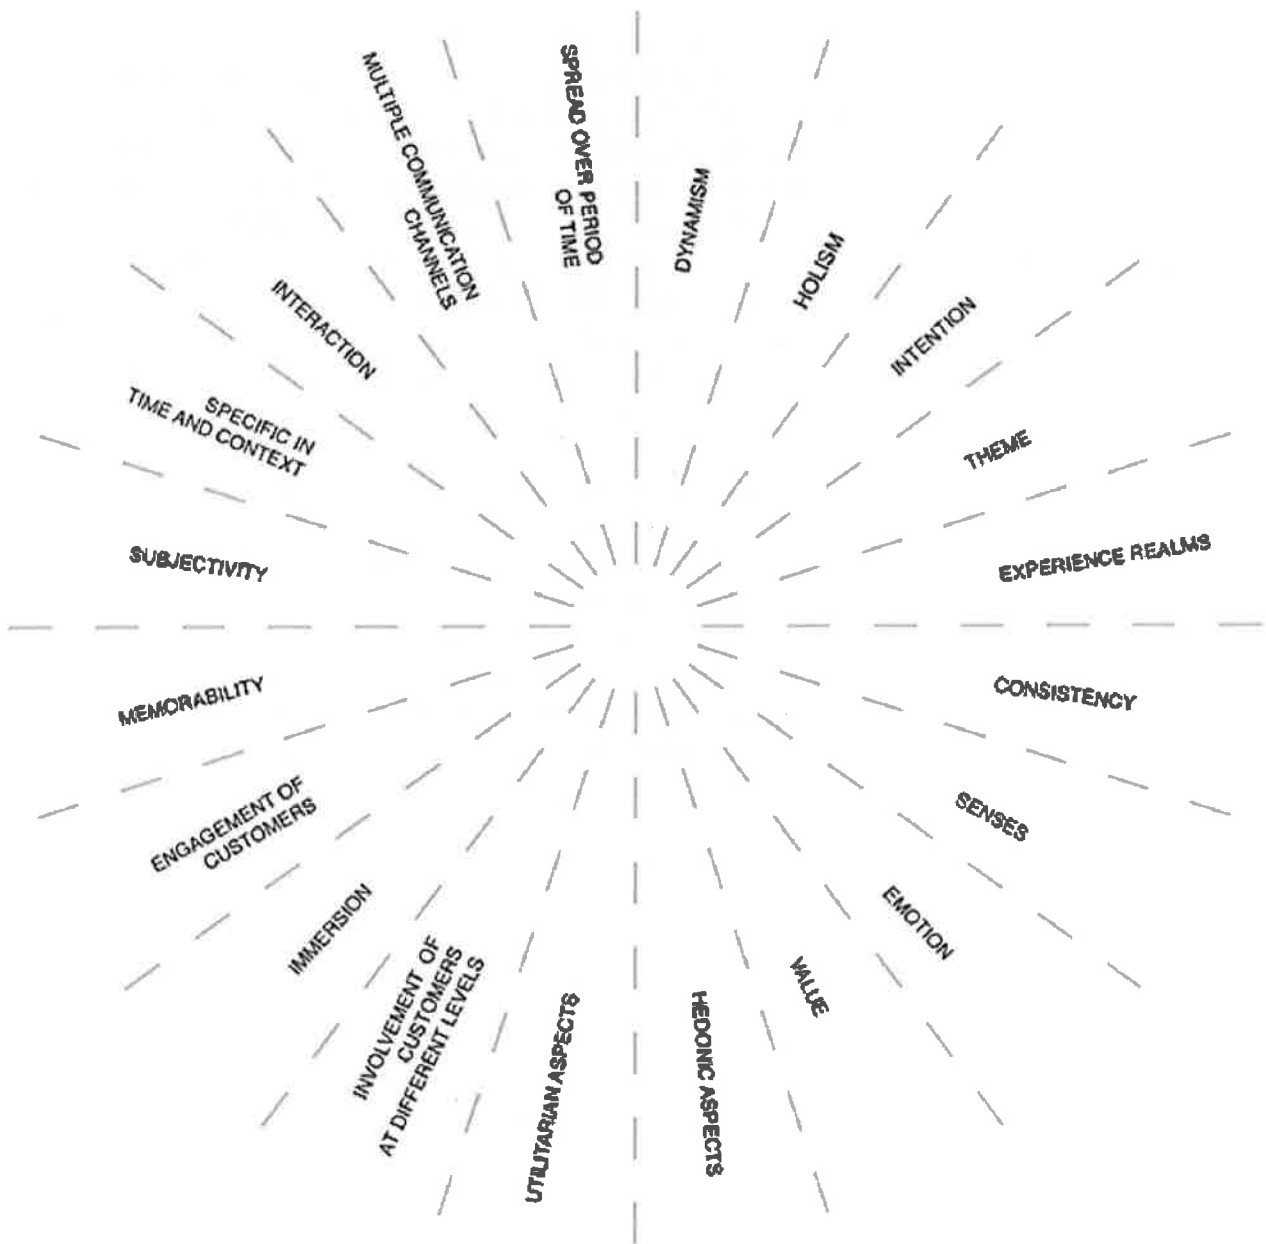 DYNAMISM
HOLISM
INTENTION
THEME
EXPERIENCE REALMS
CONSISTENCY
SENSES
EMOTION
VALUE
HEDONIC ASPECTS
UTILITARIAN ASPECTS
INVOLVEMENT OF
CUSTOMERS
AT DIFFERENT LEVELS
IMMERSION
ENGAGEMENT OF
CUSTOMERS
MEMORABILITY
SUBJECTIVITY
SPECIFIC IN
TIME AND CONTEXT
INTERACTION
MULTIPLE COMMUNICATION
CHANNELS
SPREAD OVER PERIOD
OF TIME